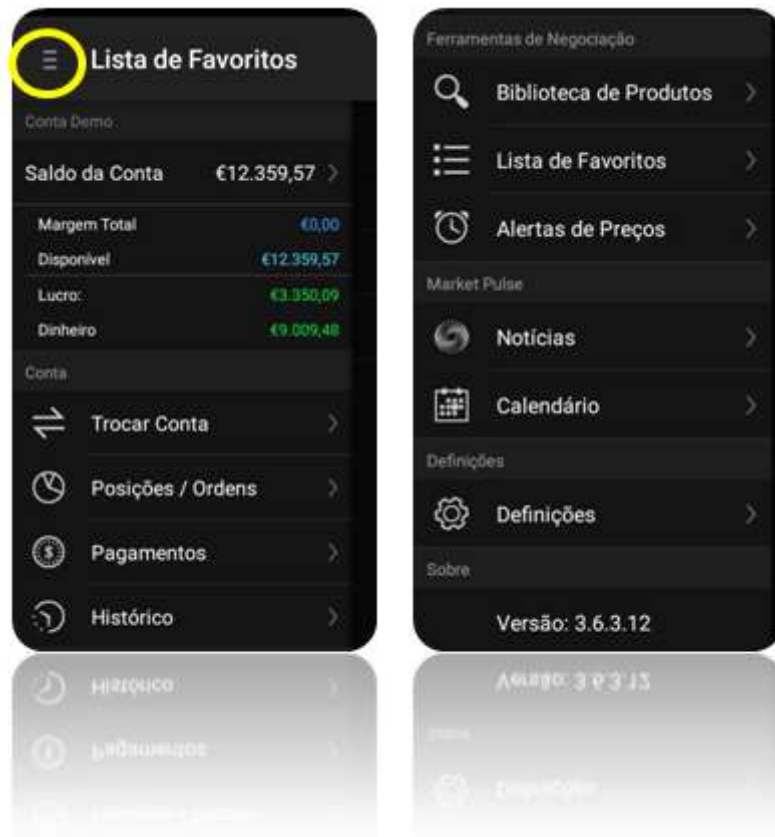 Lista de Favoritos
Conta Demo
Saldo da Conta €12.359,57
Margem Total €0,00
Disponível €12.359,57
Lucro: €3.350,09
Dinheiro €9.009,48
Conta
Trocar Conta
Posições / Ordens
Pagamentos
Histórico
Ferramentas de Negociação
Biblioteca de Produtos
Lista de Favoritos
Alertas de Preços
Market Pulse
Notícias
Calendário
Definições
Definições
Sobre
Versão: 3.6.3.12